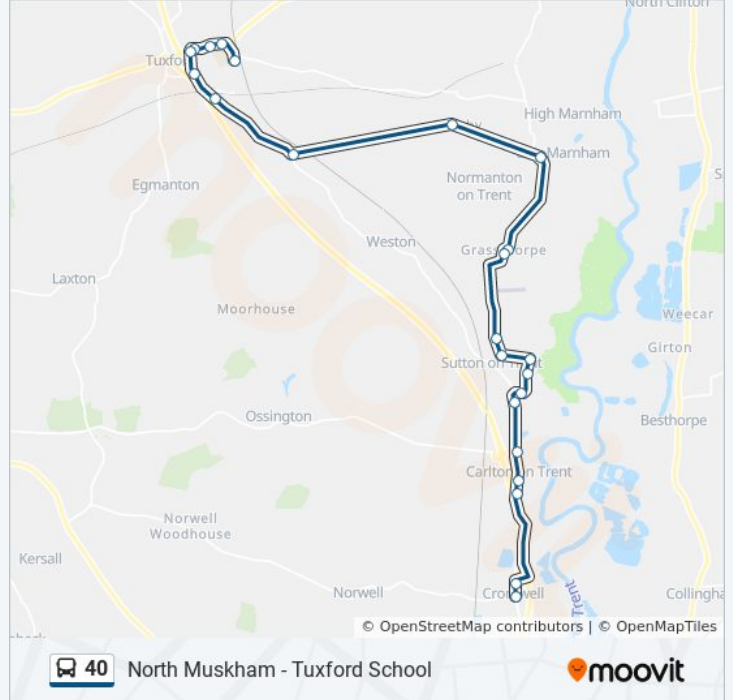 North Clifton
Tuxfo
High Marnham
Marnham
Normanton
on Trent
Egmanton
Grassthorpe
Weston
Laxton
Moorhouse
Weecar
Girton
Sutton on Trent
Ossington
Besthorpe
Carlton on Trent
Norwell
Woodhouse
Kersall
Norwell
Cromwell
Trent
Collingha
© OpenStreetMap contributors | © OpenMapTiles
40 North Muskham - Tuxford School
moovit